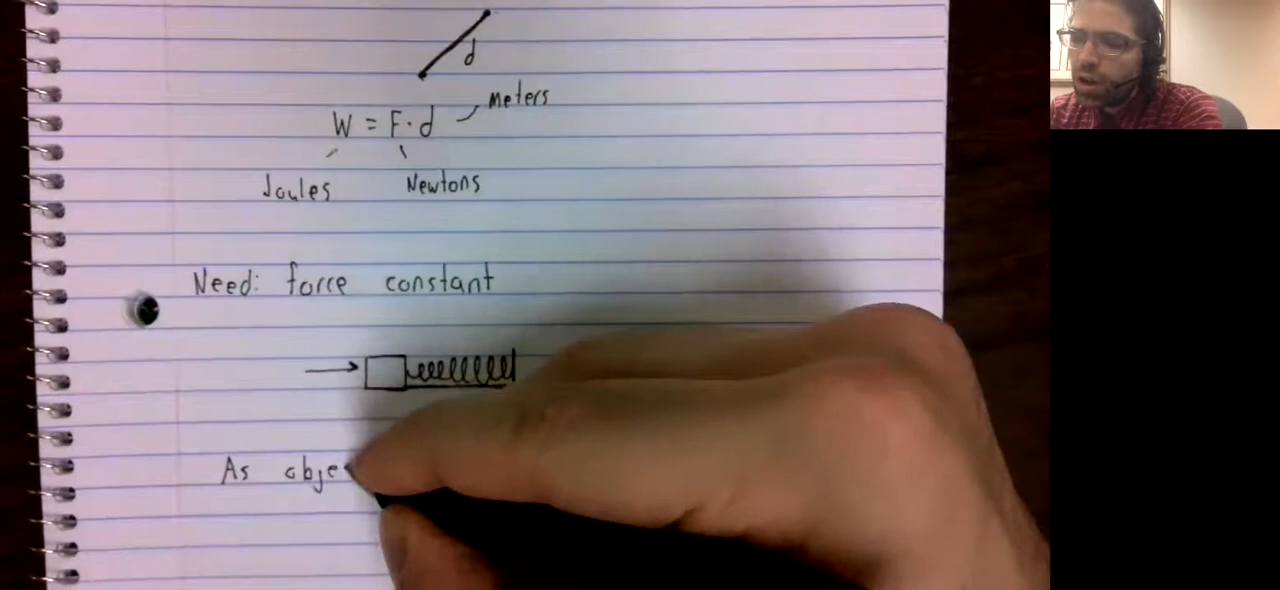 d
meters
W = F · d
Joules Newtons
Need: force constant
As obje